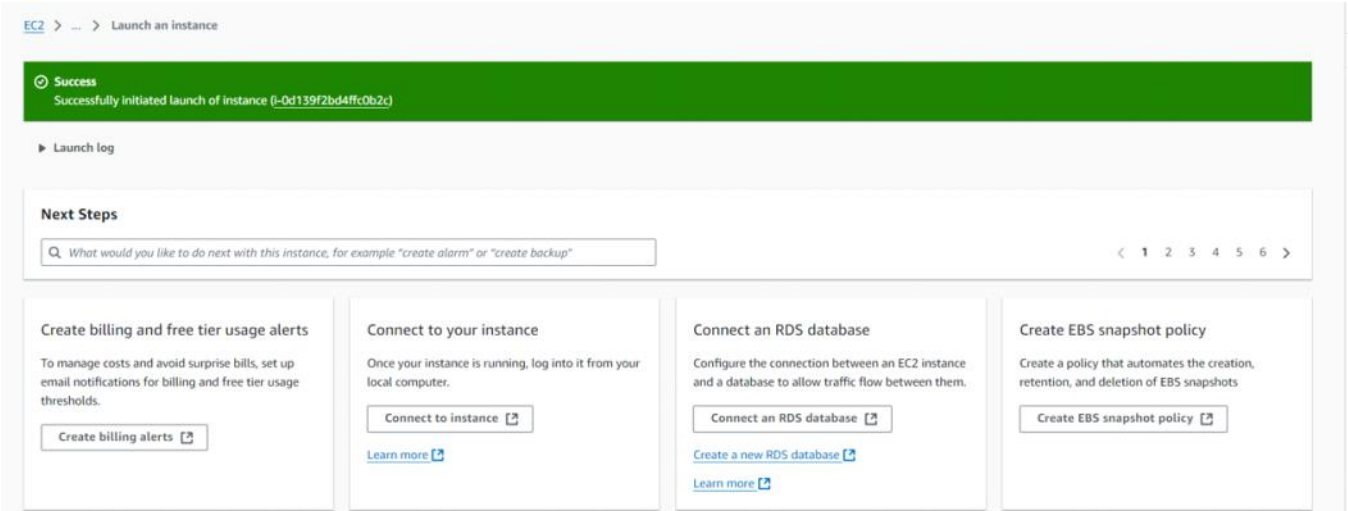 EC2 > ... > Launch an instance
Success
Successfully initiated launch of instance (i-0d139f2bd4ffc0b2c)
Launch log
Next Steps
What would you like to do next with this instance, for example "create alarm" or "create backup"
< 1 2 3 4 5 6 >
Create billing and free tier usage alerts
To manage costs and avoid surprise bills, set up
email notifications for billing and free tier usage
thresholds.
Create billing alerts
Connect to your instance
Once your instance is running, log into it from your
local computer.
Connect to instance
Learn more
Connect an RDS database
Configure the connection between an EC2 instance
and a database to allow traffic flow between them.
Connect an RDS database
Create a new RDS database
Learn more
Create EBS snapshot policy
Create a policy that automates the creation,
retention, and deletion of EBS snapshots
Create EBS snapshot policy